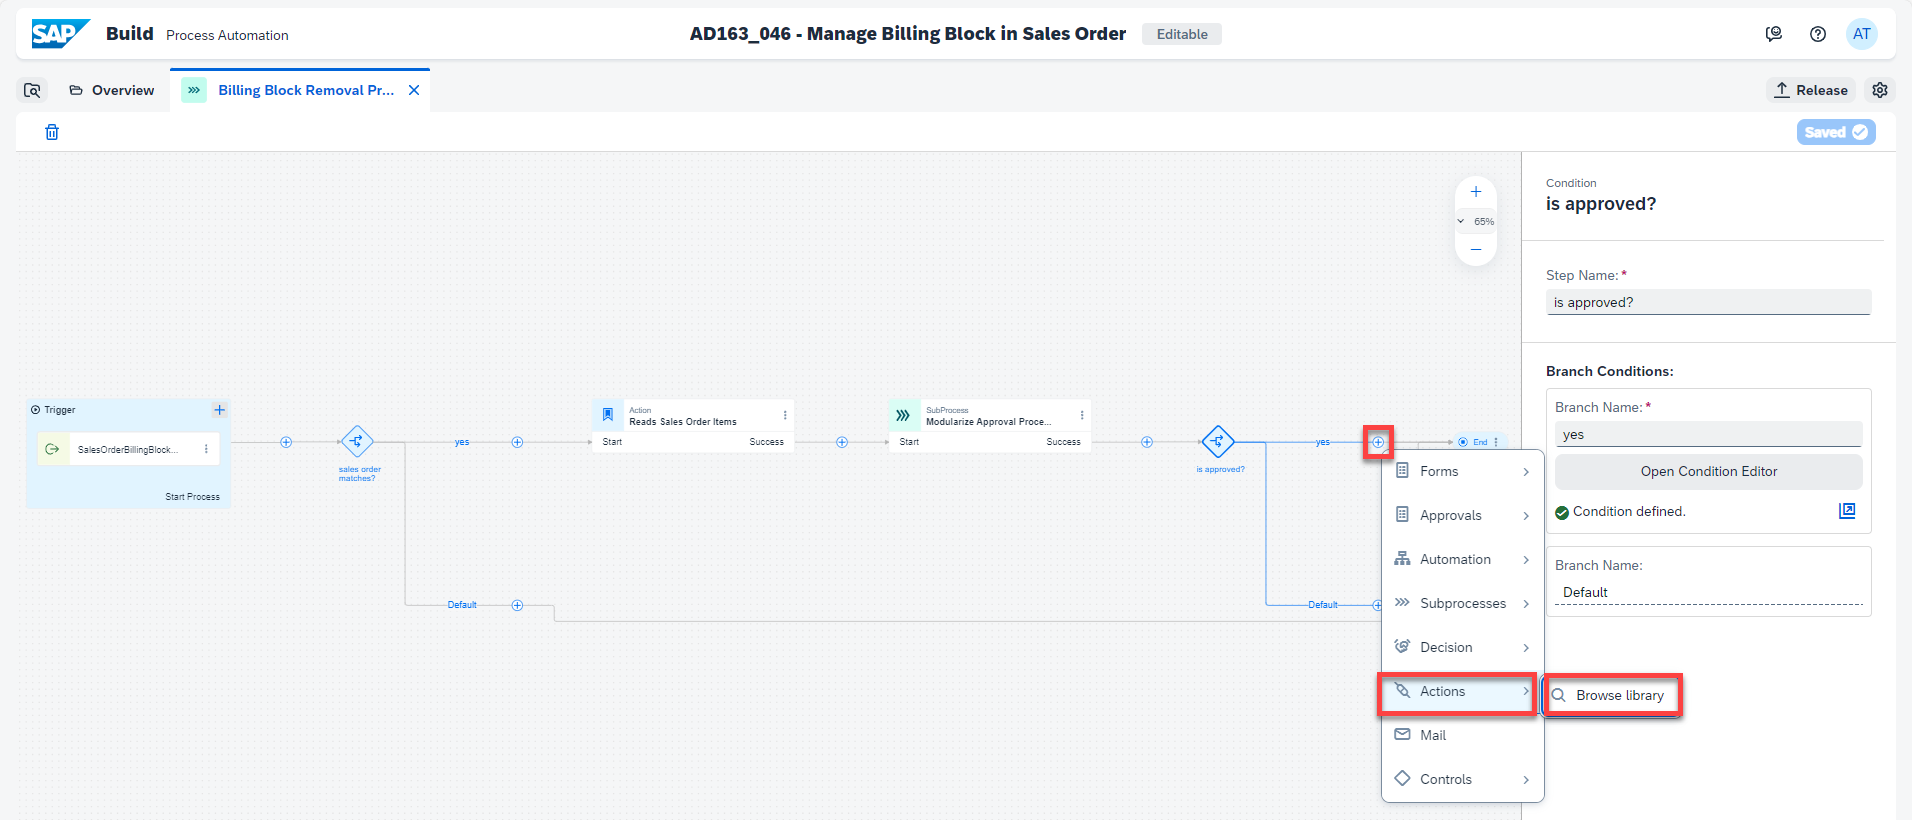 SAP Build Process Automation
AD163_046 - Manage Billing Block in Sales Order
Editable
AT
Overview
Billing Block Removal Pr...
Release
Saved
65%
Trigger
SalesOrderBillingBlock...
Start Process
sales order
matches?
yes
Default
Action
Reads Sales Order Items
Start Success
SubProcess
Modularize Approval Proce...
Start Success
is approved?
yes
Default
End
Forms
Approvals
Automation
Subprocesses
Decision
Actions
Browse library
Mail
Controls
Condition
is approved?
Step Name: *
is approved?
Branch Conditions:
Branch Name: *
yes
Open Condition Editor
Condition defined.
Branch Name:
Default